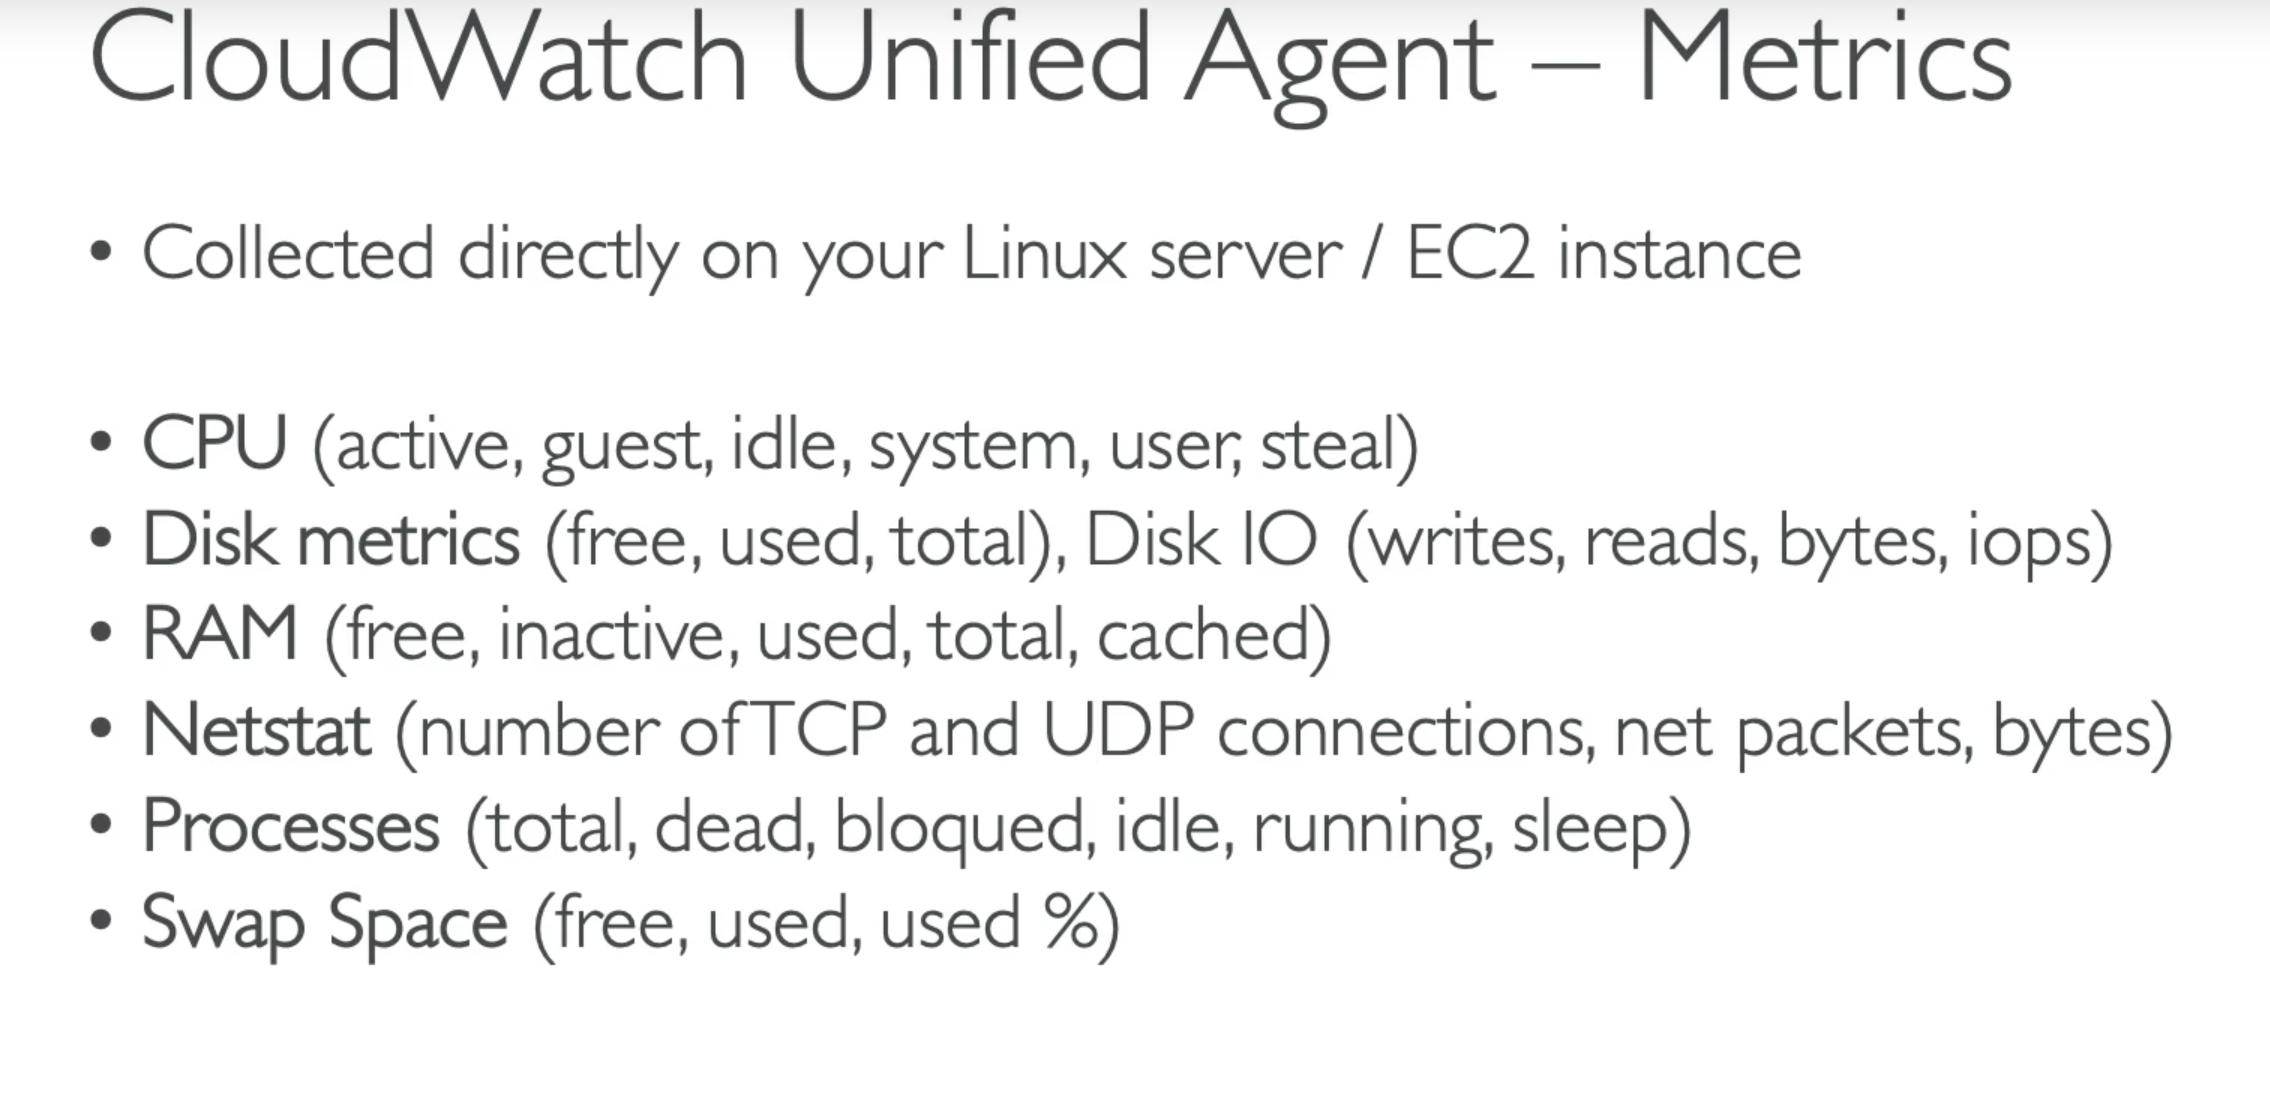 CloudWatch Unified Agent – Metrics
• Collected directly on your Linux server / EC2 instance
• CPU (active, guest, idle, system, user, steal)
• Disk metrics (free, used, total), Disk IO (writes, reads, bytes, iops)
• RAM (free, inactive, used, total, cached)
• Netstat (number of TCP and UDP connections, net packets, bytes)
• Processes (total, dead, bloqued, idle, running, sleep)
• Swap Space (free, used, used %)